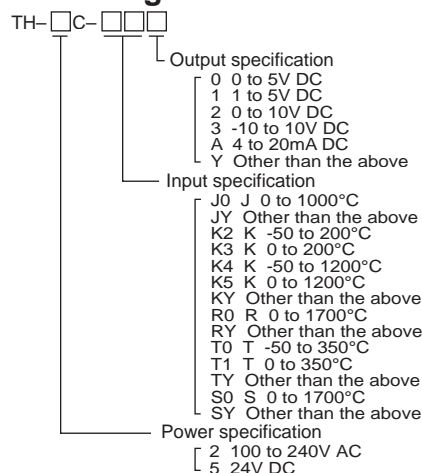 TH–□C–□□□
Output specification
0 0 to 5V DC
1 1 to 5V DC
2 0 to 10V DC
3 -10 to 10V DC
A 4 to 20mA DC
Y Other than the above
Input specification
J0 J 0 to 1000°C
JY Other than the above
K2 K -50 to 200°C
K3 K 0 to 200°C
K4 K -50 to 1200°C
K5 K 0 to 1200°C
KY Other than the above
R0 R 0 to 1700°C
RY Other than the above
T0 T -50 to 350°C
T1 T 0 to 350°C
TY Other than the above
S0 S 0 to 1700°C
SY Other than the above
Power specification
2 100 to 240V AC
5 24V DC